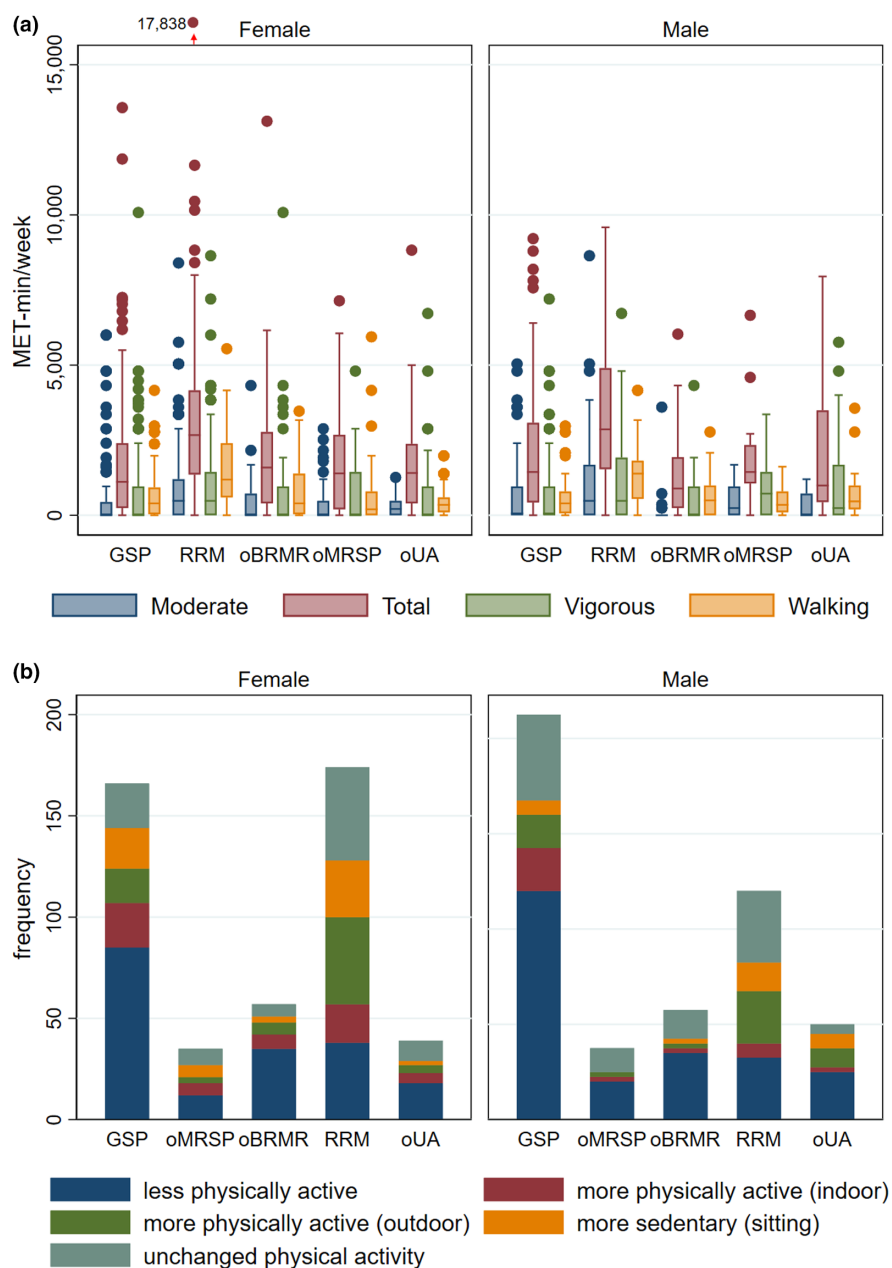 (a)
17,838
Female
Male
15,000
10,000
5,000
0
MET-min/week
GSP RRM oBRMR oMRSP oUA
GSP RRM oBRMR oMRSP oUA
Moderate Total Vigorous Walking
(b)
Female
Male
200
150
100
50
0
frequency
GSP oMRSP oBRMR RRM oUA
GSP oMRSP oBRMR RRM oUA
less physically active
more physically active (indoor)
more physically active (outdoor)
more sedentary (sitting)
unchanged physical activity